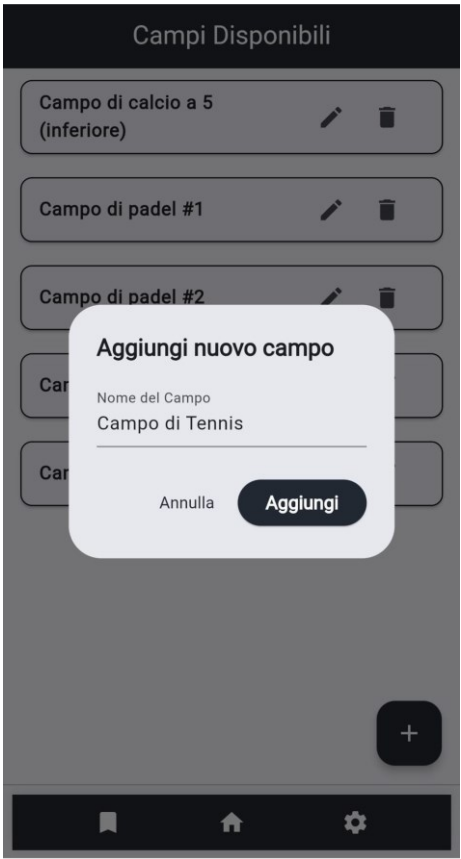 Campi Disponibili
Campo di calcio a 5
(inferiore)
Campo di padel #1
Campo di padel #2
Aggiungi nuovo campo
Nome del Campo
Campo di Tennis
Annulla
Aggiungi
+